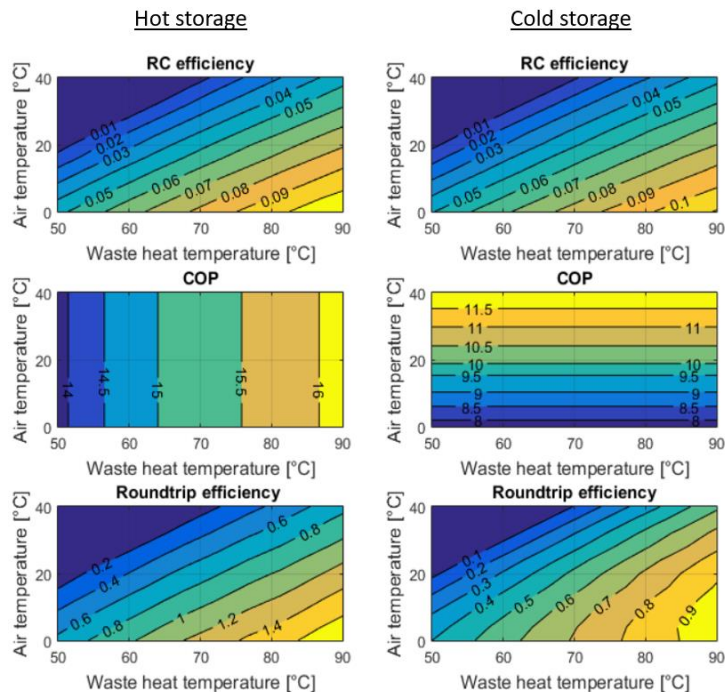 Hot storage
Cold storage
RC efficiency
40
20
0
Air temperature [°C]
0.01
0.02
0.03
0.04
0.05
0.05
0.06
0.07
0.08
0.09
50 60 70 80 90
Waste heat temperature [°C]
RC efficiency
40
20
0
Air temperature [°C]
0.01
0.02
0.03
0.04
0.05
0.05
0.06
0.07
0.08
0.09
0.1
50 60 70 80 90
Waste heat temperature [°C]
COP
40
20
0
Air temperature [°C]
14
14.5
15
15.5
16
50 60 70 80 90
Waste heat temperature [°C]
COP
40
20
0
Air temperature [°C]
11.5
11 11
10.5
10 10
9.5 9.5
9 9
8.5 8.5
8 8
50 60 70 80 90
Waste heat temperature [°C]
Roundtrip efficiency
40
20
0
Air temperature [°C]
0.2
0.4
0.6
0.8
0.6
0.8
1
1.2
1.4
50 60 70 80 90
Waste heat temperature [°C]
Roundtrip efficiency
40
20
0
Air temperature [°C]
0.1
0.2
0.3
0.4
0.5
0.6
0.7
0.8
0.9
50 60 70 80 90
Waste heat temperature [°C]